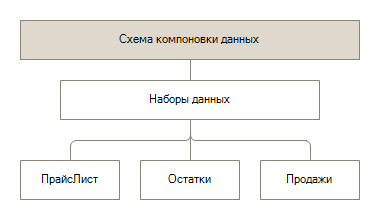 Схема компоновки данных
Наборы данных
ПрайсЛист
Остатки
Продажи